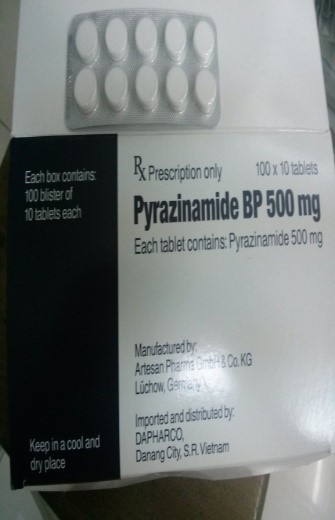 Each box contains:
100 blister of
10 tablets each
Rx Prescription only 100 x 10 tablets
Pyrazinamide BP 500 mg
Each tablet contains: Pyrazinamide 500 mg
Manufactured by:
Artesan Pharma GmbH & Co. KG
Lüchow, Germany
Imported and distributed by:
DAPHARCO,
Danang City, S.R. Vietnam
Keep in a cool and
dry place